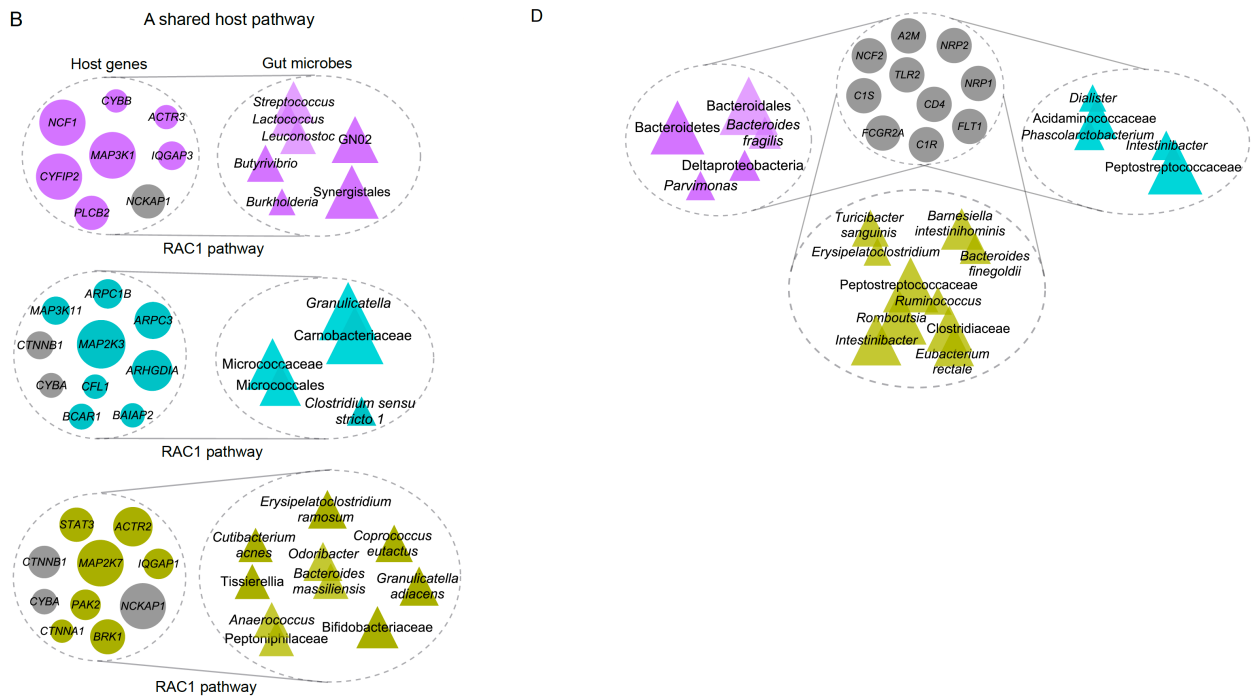 B
A shared host pathway
Host genes
Gut microbes
CYBB
NCF1
ACTR3
MAP3K1
IQGAP3
CYFIP2
NCKAP1
PLCB2
Streptococcus
Lactococcus
Leuconostoc
GN02
Butyrivibrio
Synergistales
Burkholderia
RAC1 pathway
ARPC1B
MAP3K11
ARPC3
CTNNB1
MAP2K3
ARHGDIA
CYBA
CFL1
BCAR1
BAIAP2
Granulicatella
Carnobacteriaceae
Micrococcaceae
Micrococcales
Clostridium sensu
stricto 1
RAC1 pathway
STAT3
ACTR2
CTNNB1
MAP2K7
IQGAP1
CYBA
PAK2
NCKAP1
CTNNA1
BRK1
Erysipelatoclostridium
ramosum
Cutibacterium
acnes
Coprococcus
eutactus
Odoribacter
Bacteroides
massiliensis
Tissierellia
Granulicatella
adiacens
Anaerococcus
Peptoniphilaceae
Bifidobacteriaceae
RAC1 pathway
D
A2M
NCF2
NRP2
TLR2
NRP1
C1S
CD4
FCGR2A
FLT1
C1R
Bacteroidales
Bacteroidetes
Bacteroides
fragilis
Deltaproteobacteria
Parvimonas
Dialister
Acidaminococcaceae
Phascolarctobacterium
Intestinibacter
Peptostreptococcaceae
Turicibacter
sanguinis
Barnesiella
intestinihominis
Erysipelatoclostridium
Bacteroides
finegoldii
Peptostreptococcaceae
Ruminococcus
Romboutsia
Clostridiaceae
Intestinibacter
Eubacterium
rectale